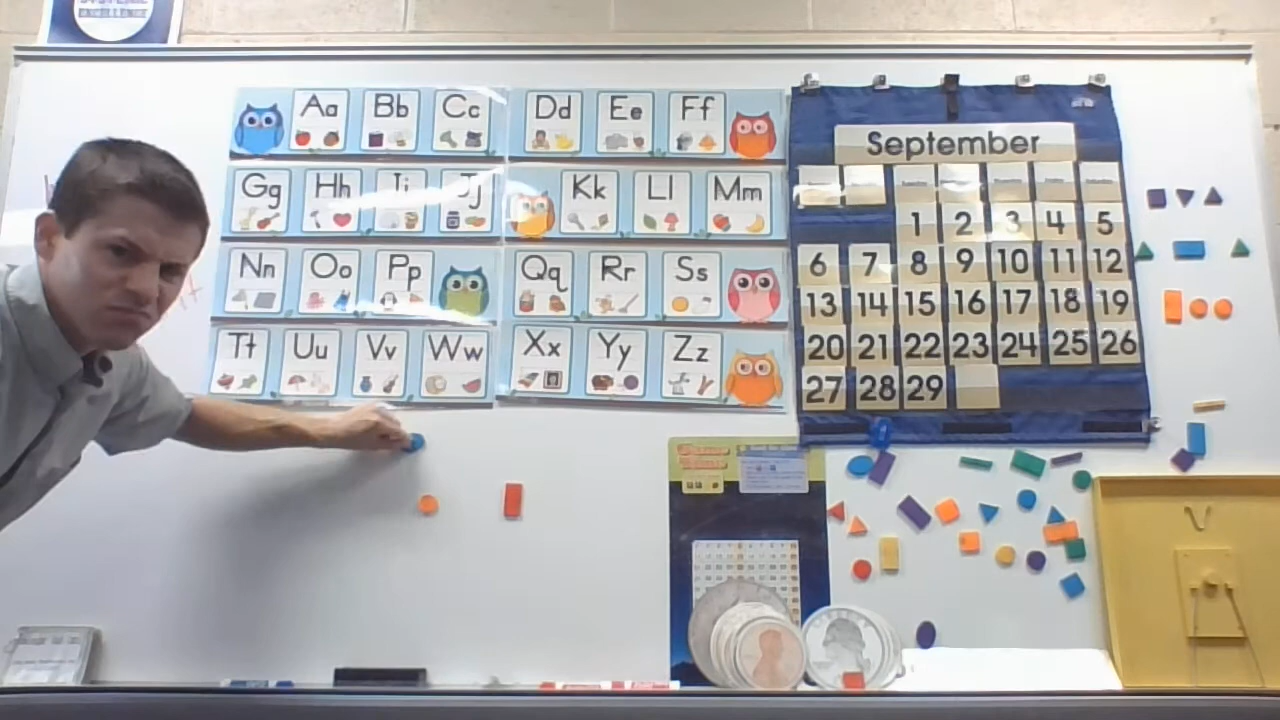 Aa Bb Cc Dd Ee Ff
Gg Hh Ii Jj Kk Ll Mm
Nn Oo Pp Qq Rr Ss
Tt Uu Vv Ww Xx Yy Zz
September
1 2 3 4 5
6 7 8 9 10 11 12
13 14 15 16 17 18 19
20 21 22 23 24 25 26
27 28 29